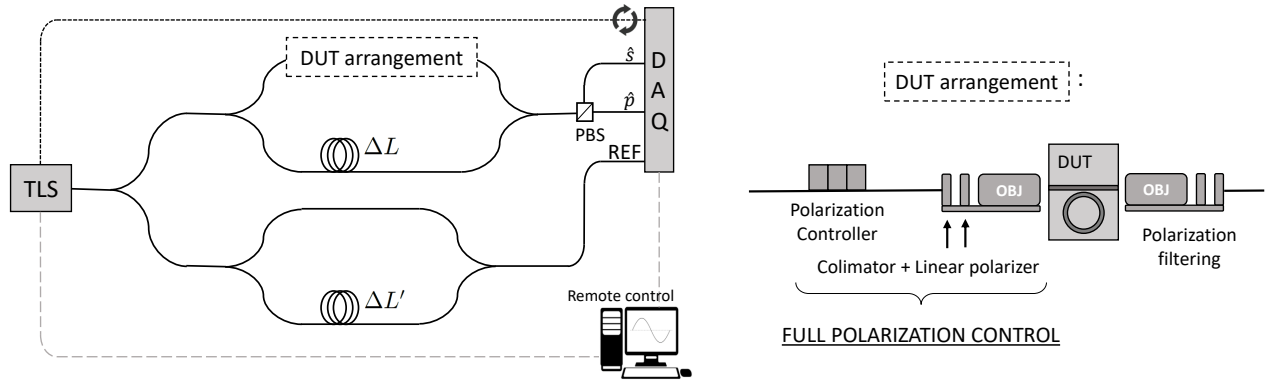 DUT arrangement
ŝ
p̂
D
A
Q
PBS
ΔL
REF
TLS
ΔL′
Remote control
DUT arrangement :
DUT
OBJ
OBJ
Polarization
Controller
Polarization
filtering
Colimator + Linear polarizer
FULL POLARIZATION CONTROL